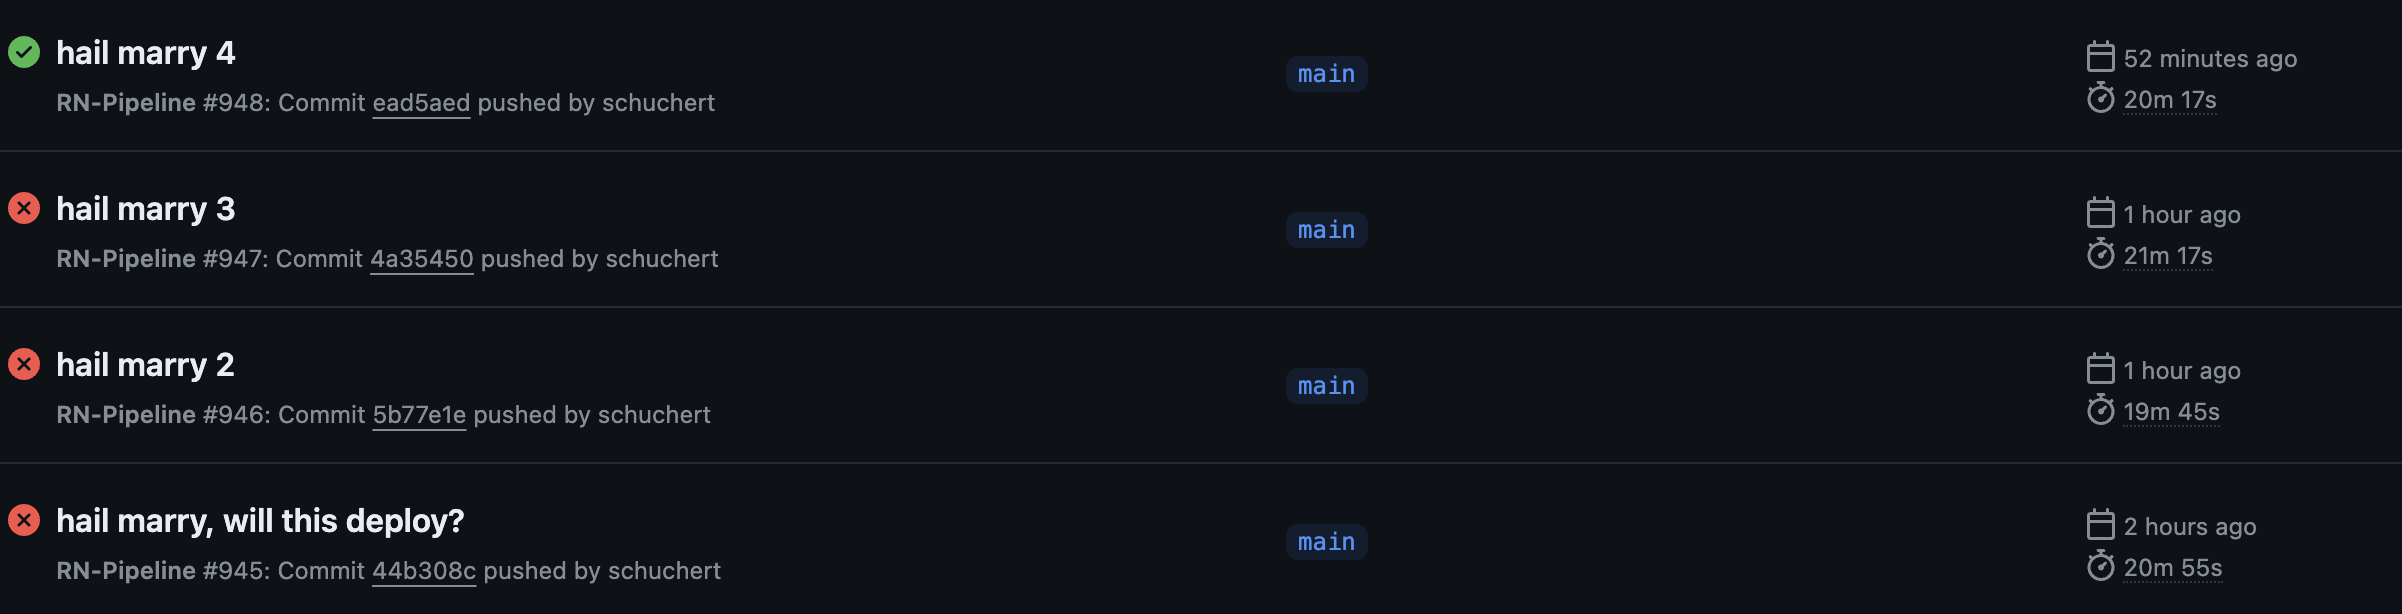 hail marry 4
RN-Pipeline #948: Commit ead5aed pushed by schuchert
main
52 minutes ago
20m 17s
hail marry 3
RN-Pipeline #947: Commit 4a35450 pushed by schuchert
main
1 hour ago
21m 17s
hail marry 2
RN-Pipeline #946: Commit 5b77e1e pushed by schuchert
main
1 hour ago
19m 45s
hail marry, will this deploy?
RN-Pipeline #945: Commit 44b308c pushed by schuchert
main
2 hours ago
20m 55s